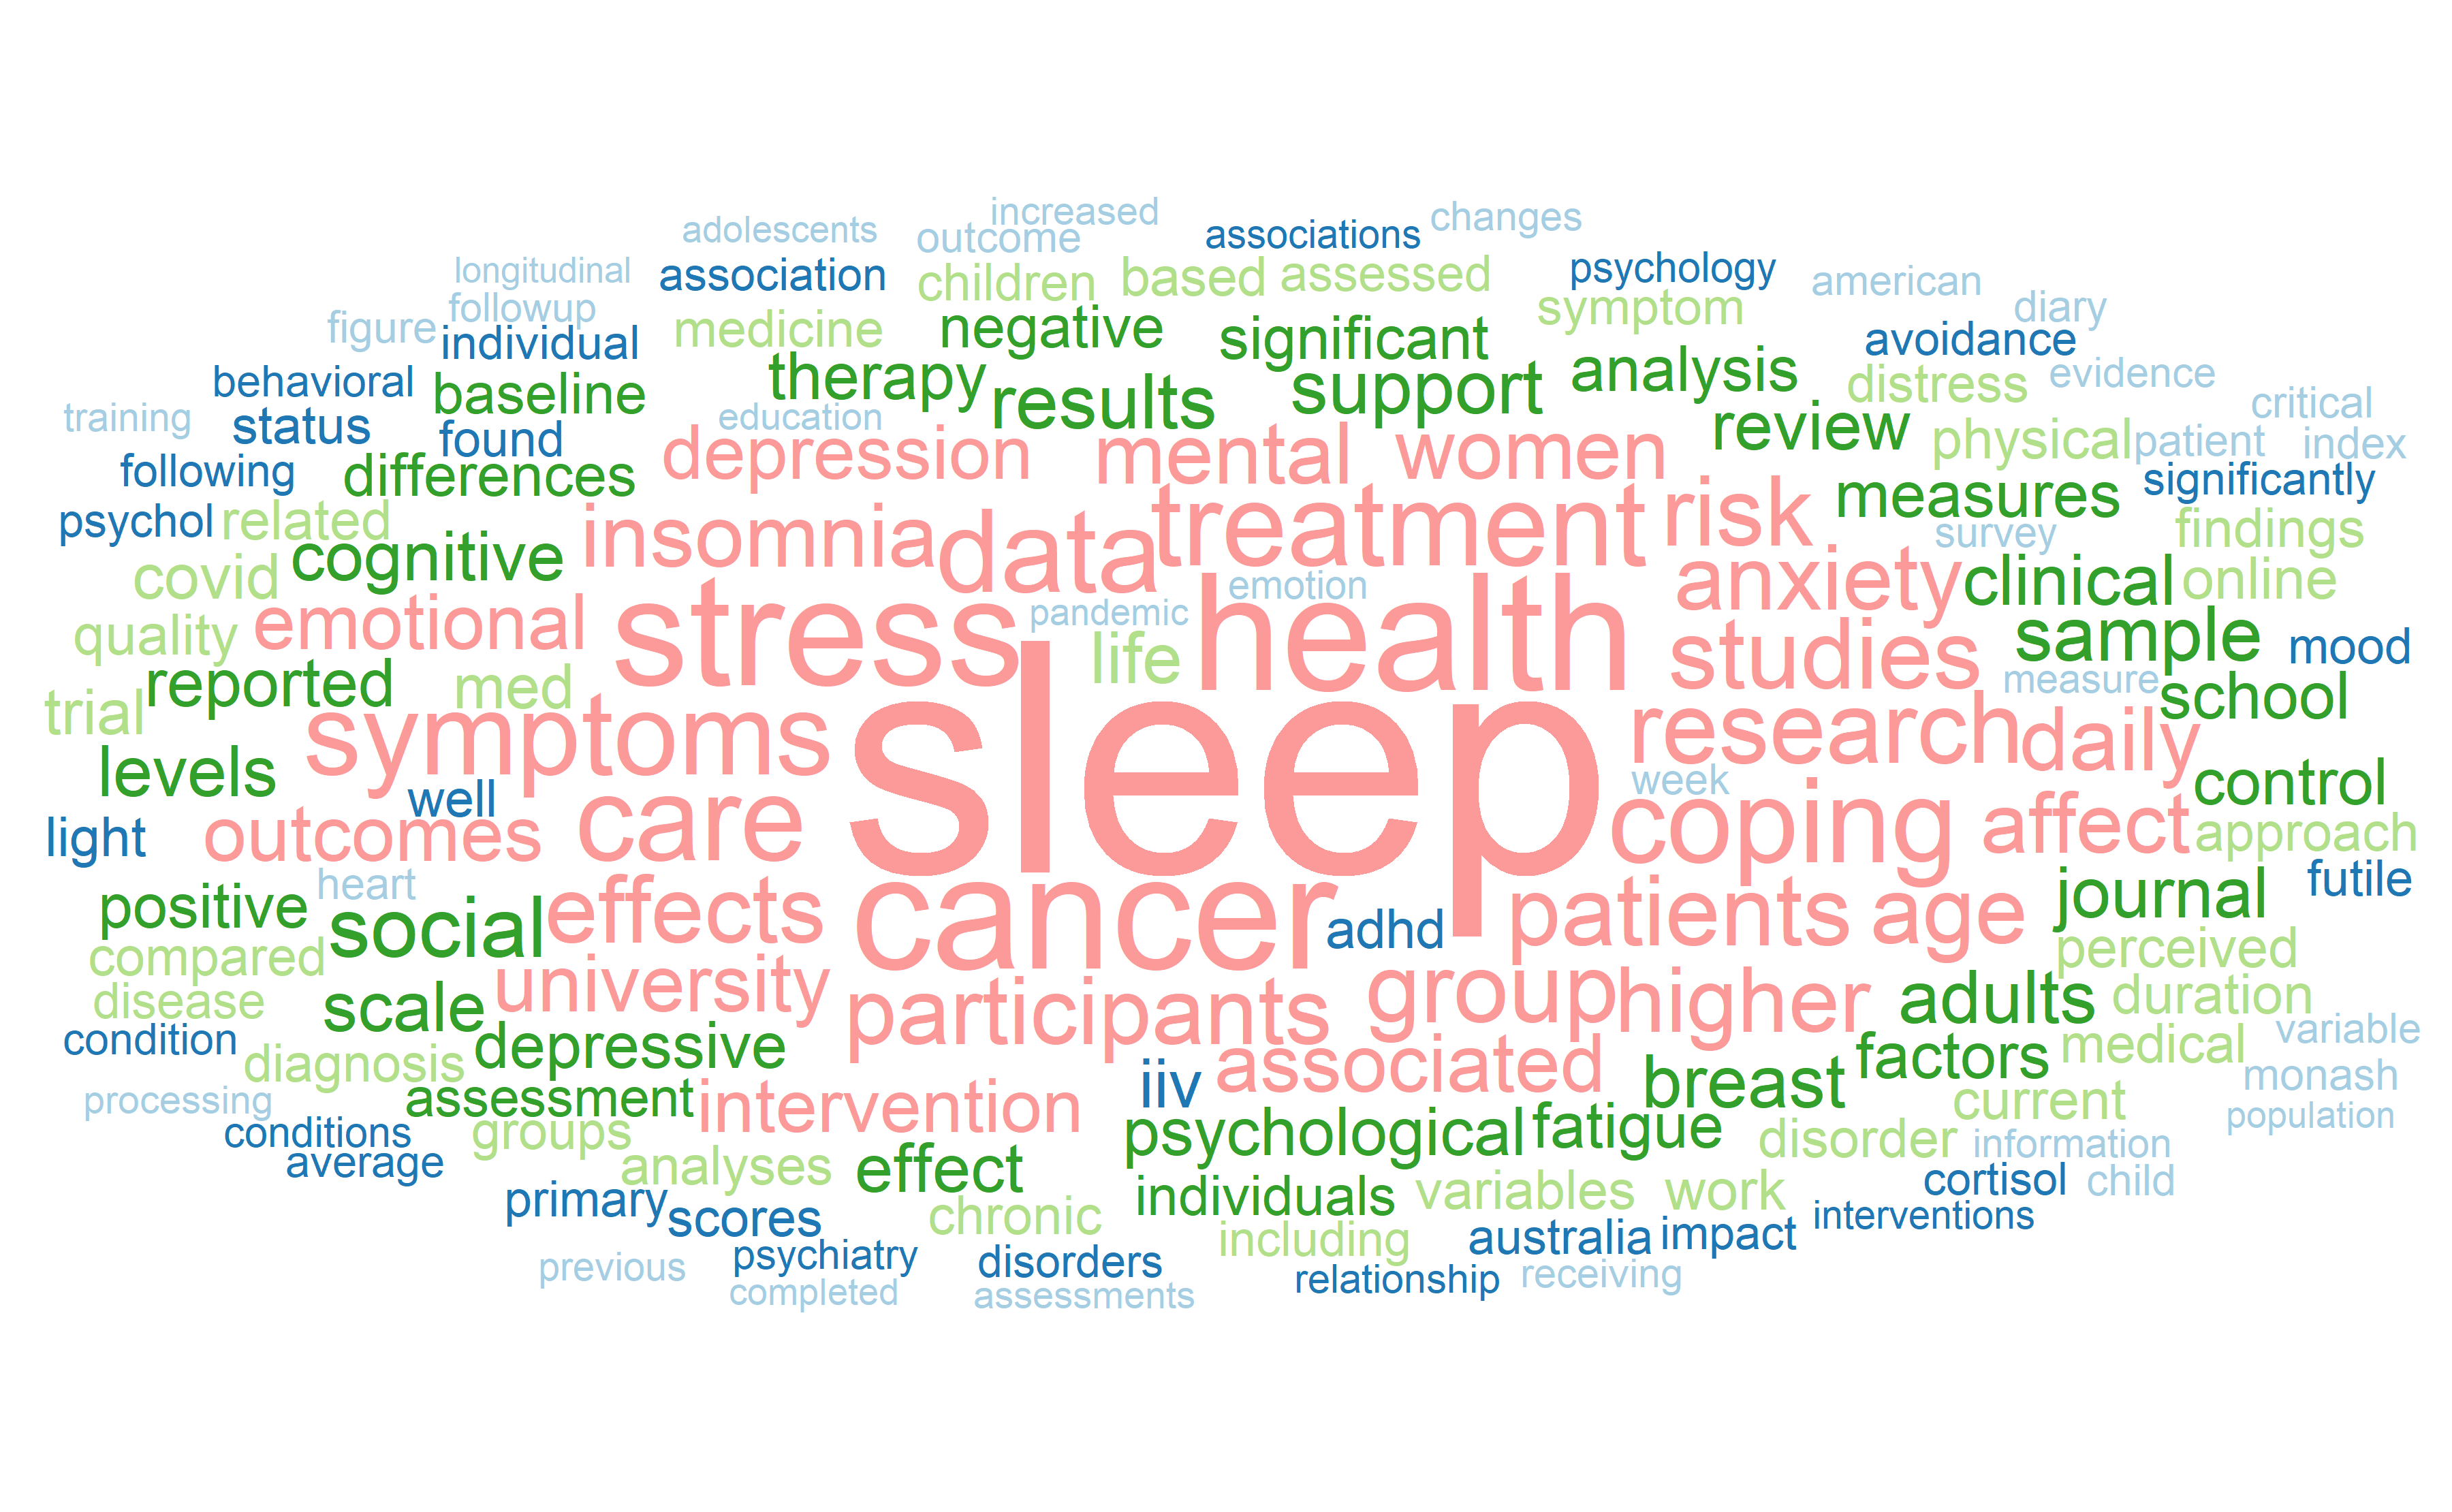 increased
adolescents
outcome
associations
changes
longitudinal
association
children
based
assessed
psychology
american
followup
figure
individual
medicine
negative
significant
symptom
diary
avoidance
behavioral
baseline
therapy
results
support
analysis
distress
evidence
training
status
found
education
depression
mental
women
review
physical
patient
critical
index
following
differences
significantly
psychol
related
insomnia
data
treatment
risk
measures
survey
findings
covid
cognitive
emotion
anxiety
clinical
online
quality
emotional
stress
pandemic
life
health
studies
sample
mood
reported
med
measure
school
trial
symptoms
sleep
research
daily
levels
well
week
control
light
outcomes
care
coping
affect
approach
heart
futile
positive
social
effects
cancer
adhd
patients
age
journal
compared
perceived
disease
scale
university
participants
group
higher
adults
duration
condition
diagnosis
depressive
iiv
associated
factors
medical
variable
processing
assessment
intervention
breast
current
monash
population
conditions
groups
psychological
fatigue
disorder
information
average
analyses
effect
cortisol
child
primary
scores
chronic
individuals
variables
work
including
australia
impact
interventions
previous
psychiatry
disorders
relationship
receiving
completed
assessments